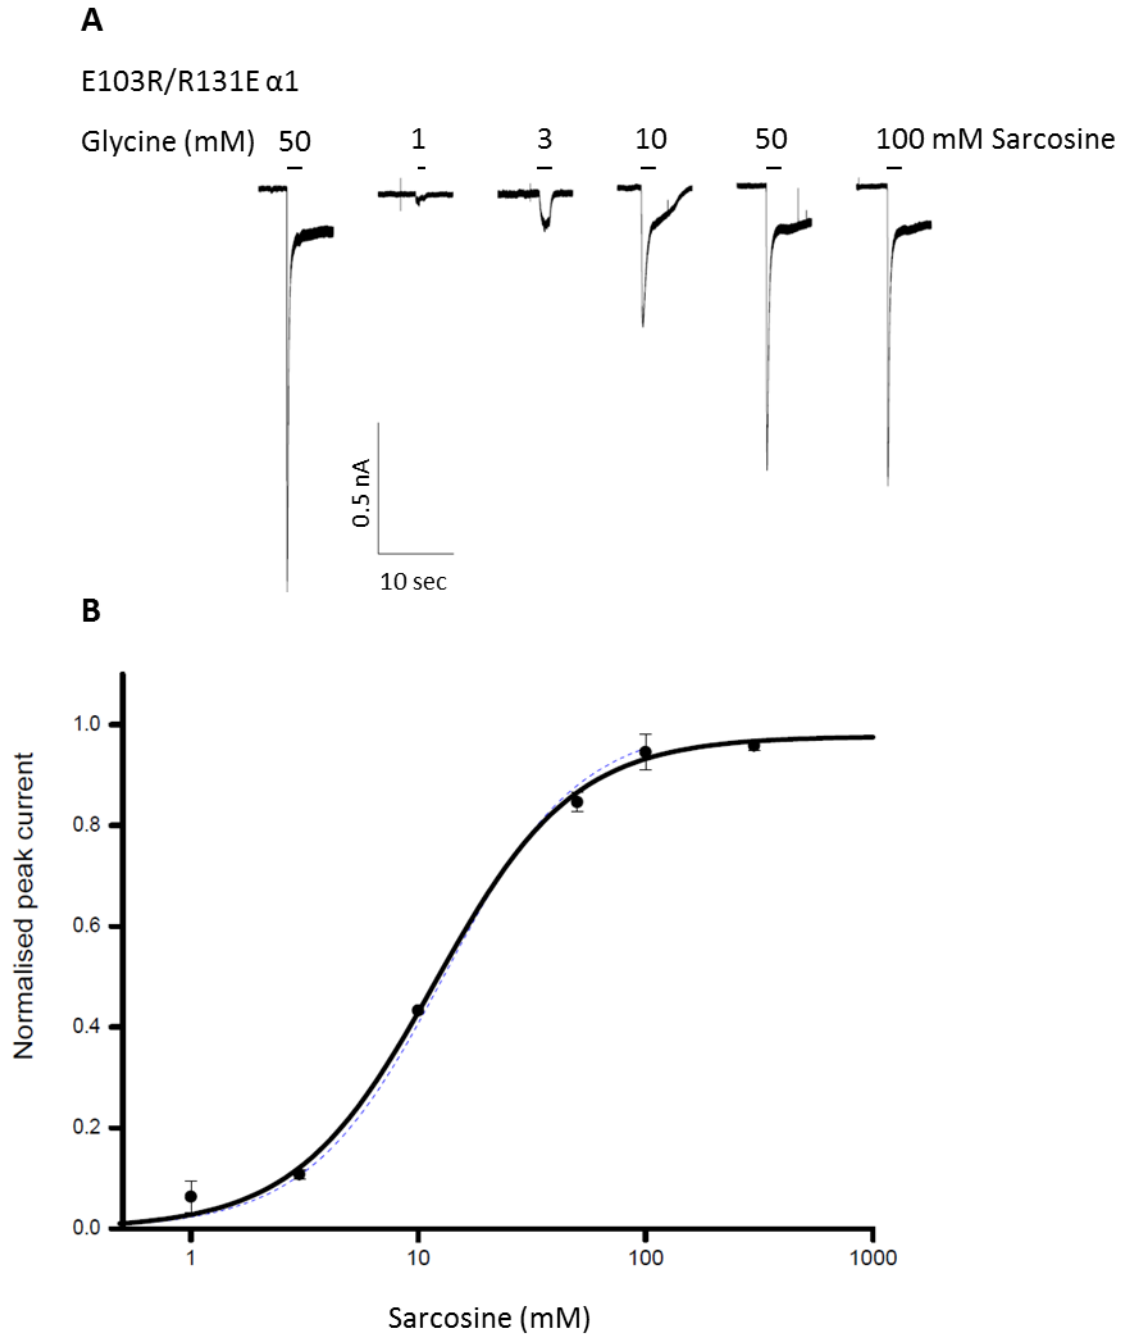 A
E103R/R131E α1
Glycine (mM) 50 1 3 10 50 100 mM Sarcosine
0.5 nA
10 sec
B
Normalised peak current
1.0
0.8
0.6
0.4
0.2
0.0
1 10 100 1000
Sarcosine (mM)